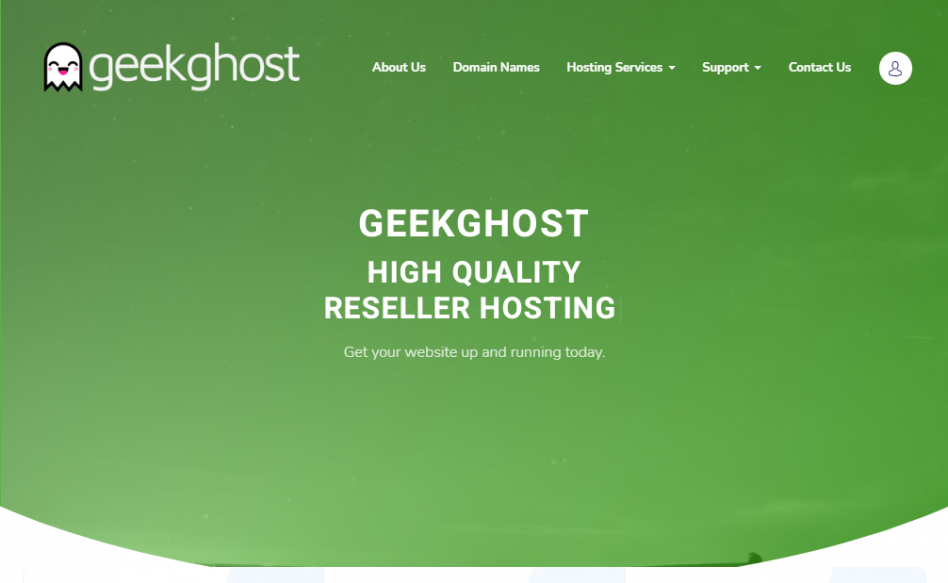 geekghost
About Us Domain Names Hosting Services Support Contact Us
GEEKGHOST
HIGH QUALITY
RESELLER HOSTING
Get your website up and running today.